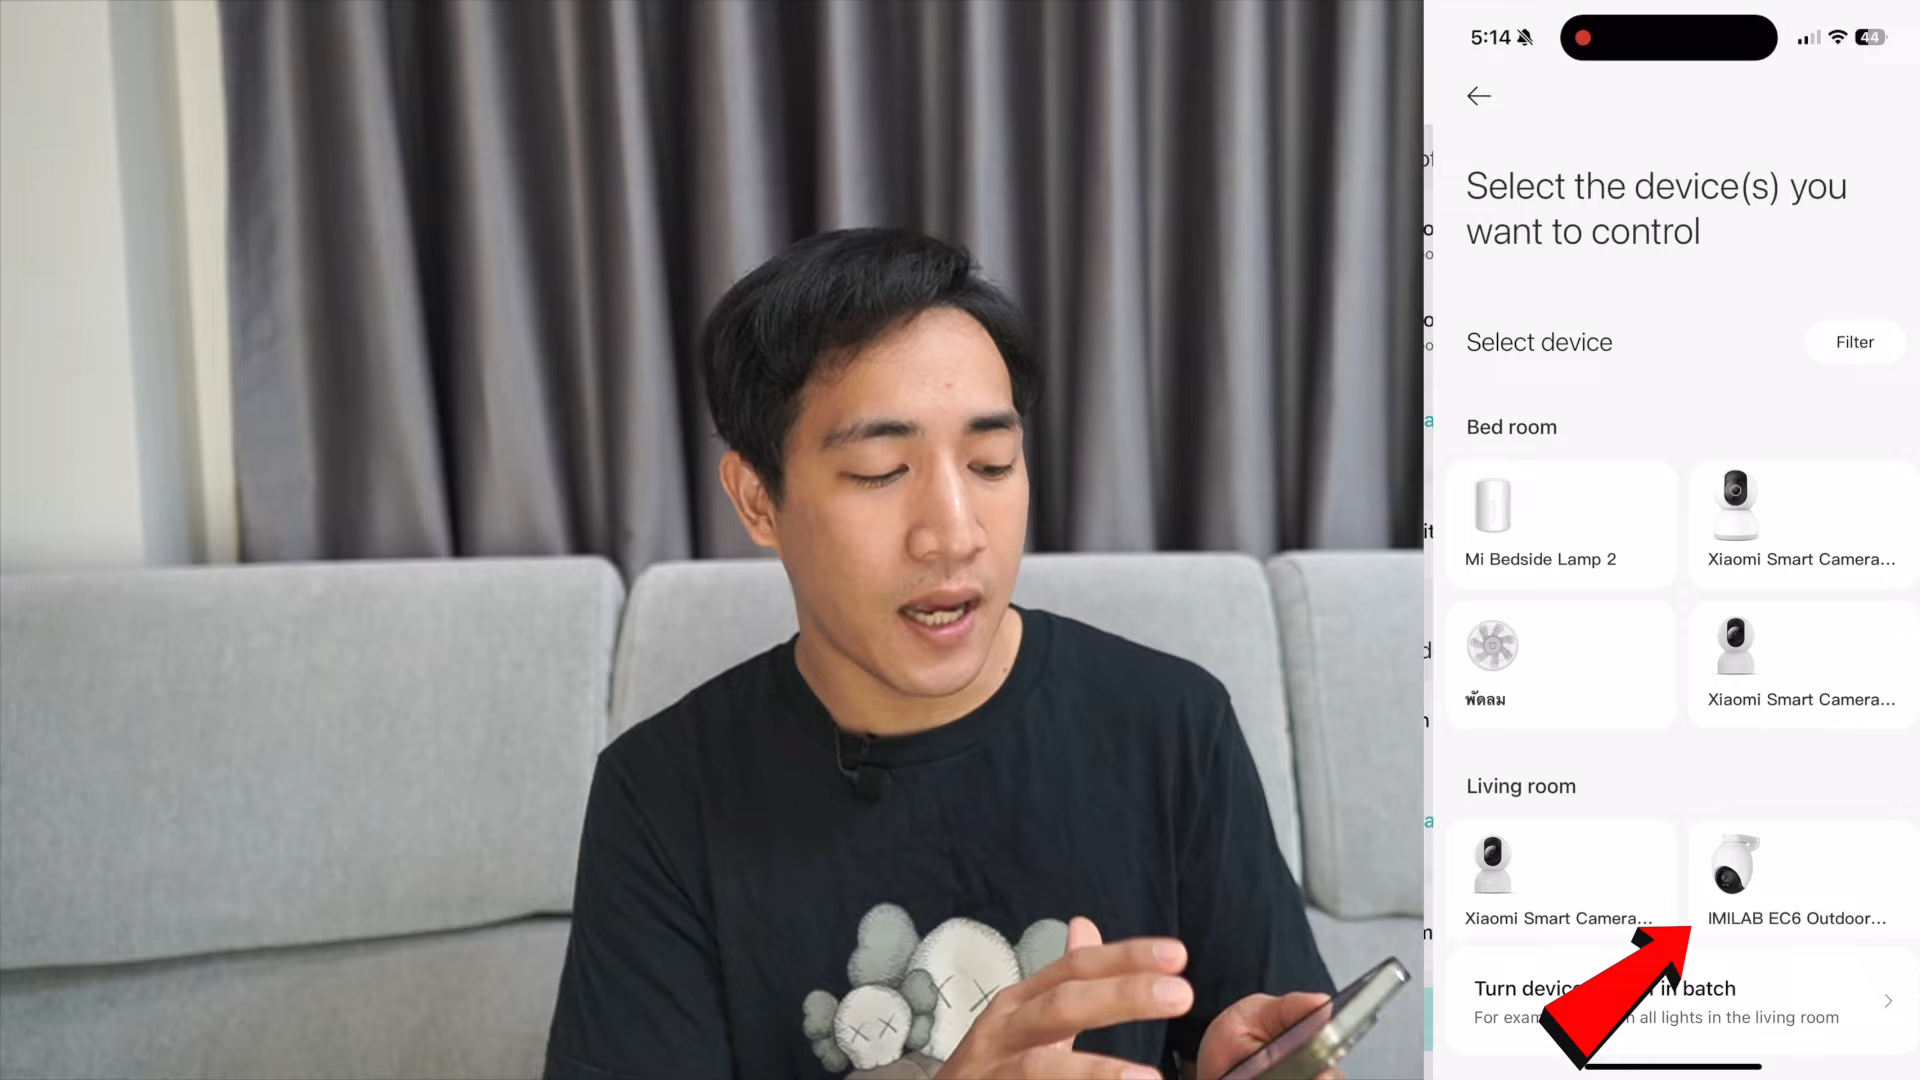 5:14
44
Select the device(s) you
want to control
Select device
Filter
Bed room
Mi Bedside Lamp 2
Xiaomi Smart Camera...
พัดลม
Xiaomi Smart Camera...
Living room
Xiaomi Smart Camera...
IMILAB EC6 Outdoor...
Turn in batch
For all lights in the living room